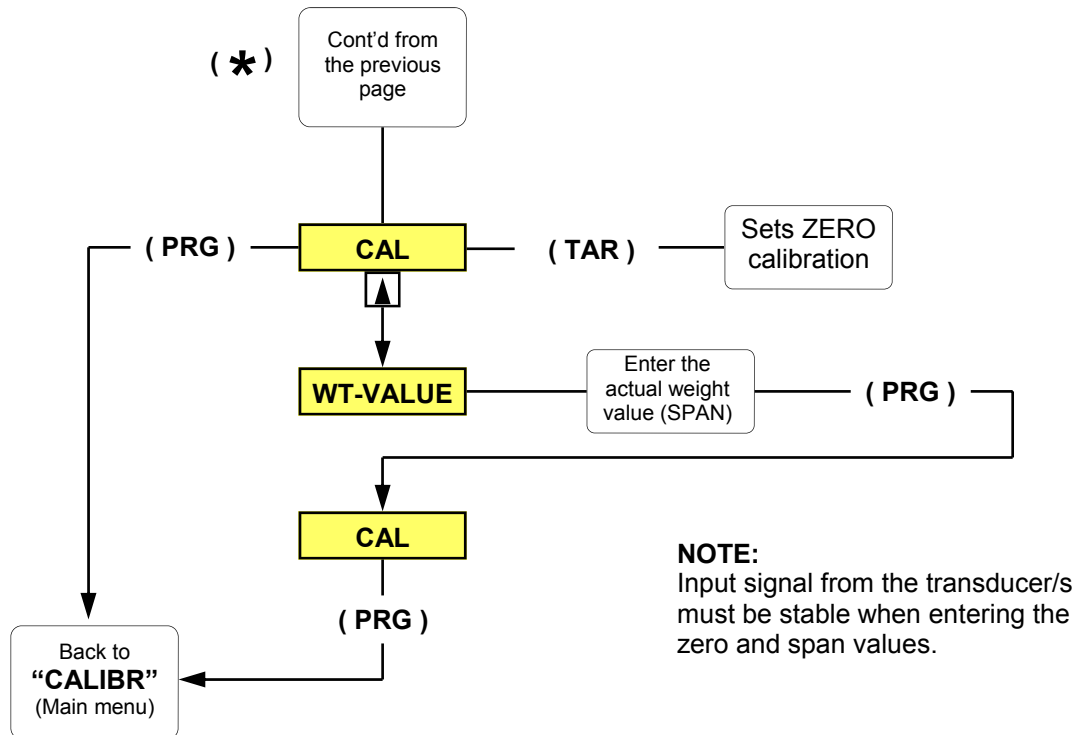 ( * )
Cont’d from
the previous
page
( PRG )
CAL
( TAR )
Sets ZERO
calibration
WT-VALUE
Enter the
actual weight
value (SPAN)
( PRG )
CAL
( PRG )
NOTE:
Input signal from the transducer/s
must be stable when entering the
zero and span values.
Back to
“CALIBR”
(Main menu)